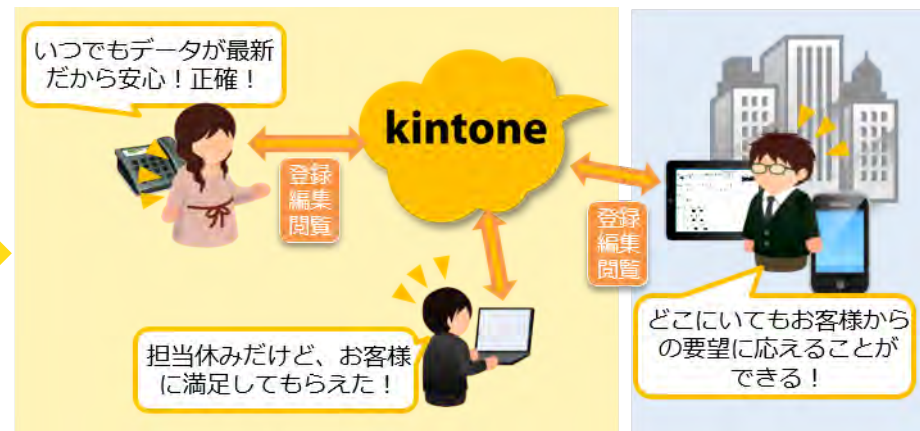 いつでもデータが最新
だから安心！正確！
kintone
登録
編集
閲覧
登録
編集
閲覧
担当休みだけど、お客様
に満足してもらえた！
どこにいてもお客様から
の要望に応えることが
できる！